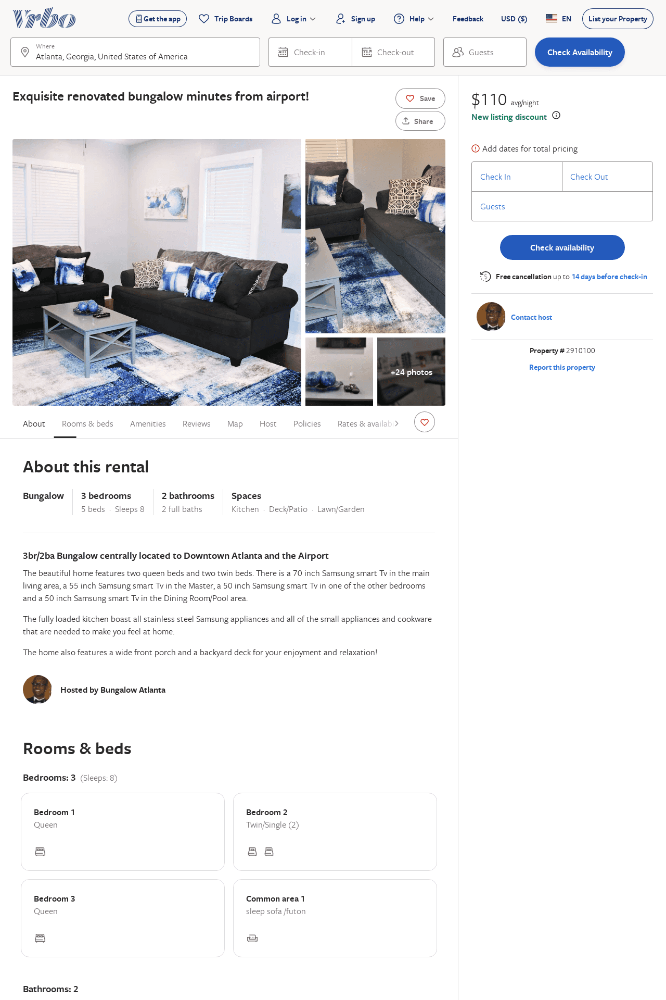 Vrbo
Get the app
Trip Boards
Log in
Sign up
Help
Feedback
USD ($)
EN
List your Property
Where
Atlanta, Georgia, United States of America
Check-in
Check-out
Guests
Check Availability
Exquisite renovated bungalow minutes from airport!
Save
Share
+24 photos
$110 avg/night
New listing discount
Add dates for total pricing
Check In
Check Out
Guests
Check availability
Free cancellation up to 14 days before check-in
Contact host
Property # 2910100
Report this property
About
Rooms & beds
Amenities
Reviews
Map
Host
Policies
Rates & availab
About this rental
Bungalow
3 bedrooms
5 beds · Sleeps 8
2 bathrooms
2 full baths
Spaces
Kitchen · Deck/Patio · Lawn/Garden
3br/2ba Bungalow centrally located to Downtown Atlanta and the Airport
The beautiful home features two queen beds and two twin beds. There is a 70 inch Samsung smart Tv in the main
living area, a 55 inch Samsung smart Tv in the Master, a 50 inch Samsung smart Tv in one of the other bedrooms
and a 50 inch Samsung smart Tv in the Dining Room/Pool area.
The fully loaded kitchen boast all stainless steel Samsung appliances and all of the small appliances and cookware
that are needed to make you feel at home.
The home also features a wide front porch and a backyard deck for your enjoyment and relaxation!
Hosted by Bungalow Atlanta
Rooms & beds
Bedrooms: 3 (Sleeps: 8)
Bedroom 1
Queen
Bedroom 2
Twin/Single (2)
Bedroom 3
Queen
Common area 1
sleep sofa /futon
Bathrooms: 2